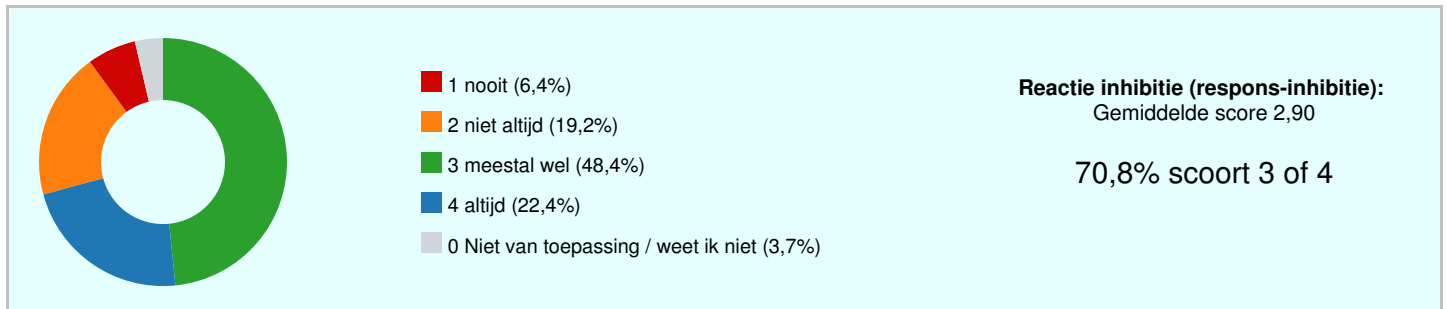 1 nooit (6,4%)
2 niet altijd (19,2%)
3 meestal wel (48,4%)
4 altijd (22,4%)
0 Niet van toepassing / weet ik niet (3,7%)
Reactie inhibitie (respons-inhibitie):
Gemiddelde score 2,90
70,8% scoort 3 of 4